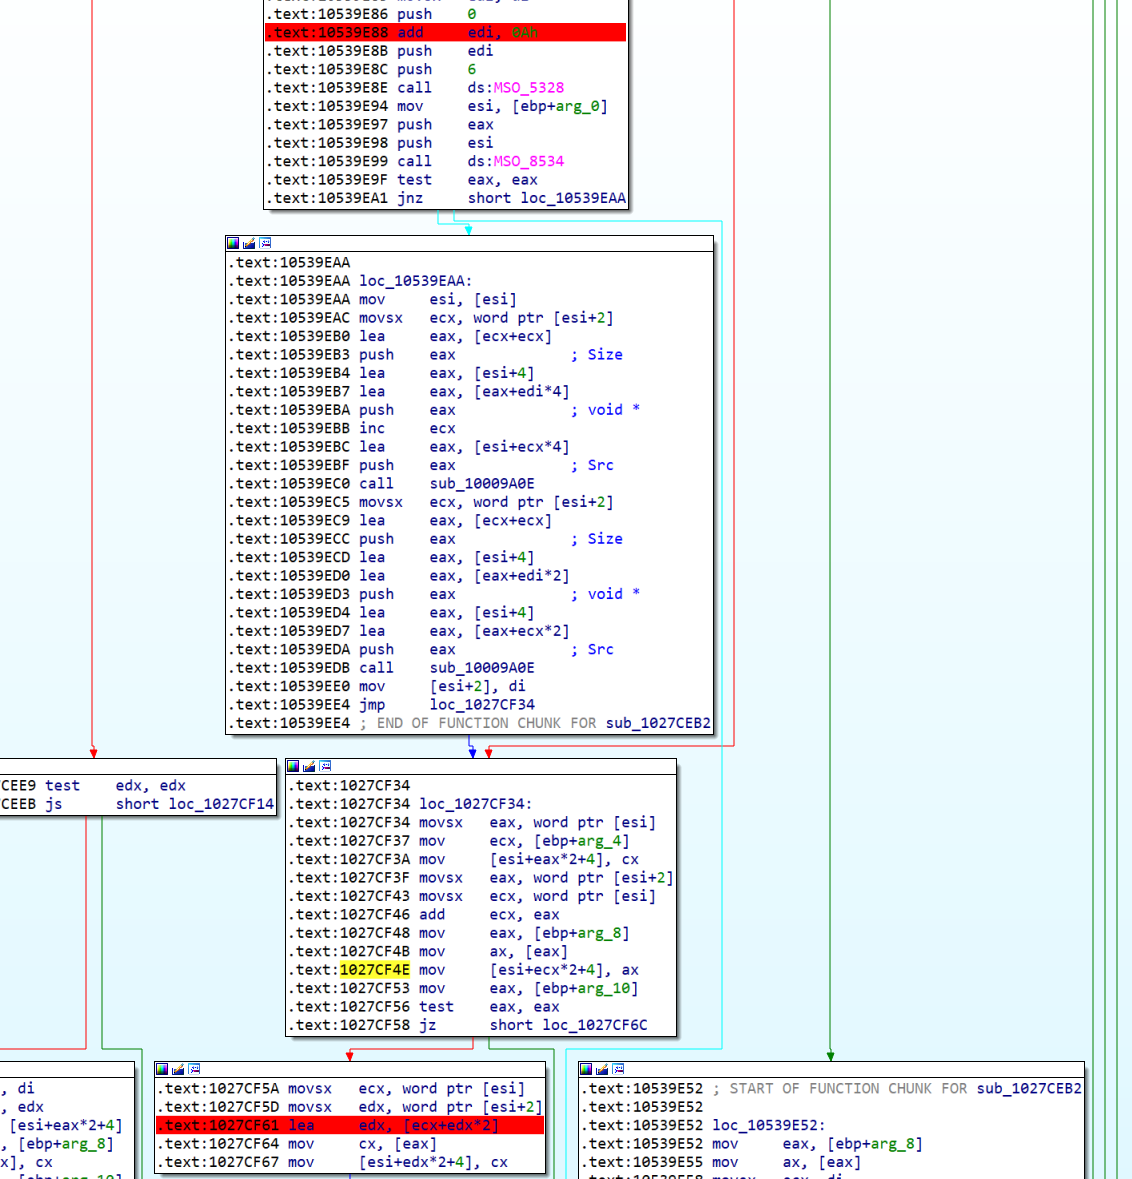 .text:10539E86 push 0
.text:10539E88 add edi, 0Ah
.text:10539E8B push edi
.text:10539E8C push 6
.text:10539E8E call ds:MSO_5328
.text:10539E94 mov esi, [ebp+arg_0]
.text:10539E97 push eax
.text:10539E98 push esi
.text:10539E99 call ds:MSO_8534
.text:10539E9F test eax, eax
.text:10539EA1 jnz short loc_10539EAA
.text:10539EAA
.text:10539EAA loc_10539EAA:
.text:10539EAA mov esi, [esi]
.text:10539EAC movsx ecx, word ptr [esi+2]
.text:10539EB0 lea eax, [ecx+ecx]
.text:10539EB3 push eax ; Size
.text:10539EB4 lea eax, [esi+4]
.text:10539EB7 lea eax, [eax+edi*4]
.text:10539EBA push eax ; void *
.text:10539EBB inc ecx
.text:10539EBC lea eax, [esi+ecx*4]
.text:10539EBF push eax ; Src
.text:10539EC0 call sub_10009A0E
.text:10539EC5 movsx ecx, word ptr [esi+2]
.text:10539EC9 lea eax, [ecx+ecx]
.text:10539ECC push eax ; Size
.text:10539ECD lea eax, [esi+4]
.text:10539ED0 lea eax, [eax+edi*2]
.text:10539ED3 push eax ; void *
.text:10539ED4 lea eax, [esi+4]
.text:10539ED7 lea eax, [eax+ecx*2]
.text:10539EDA push eax ; Src
.text:10539EDB call sub_10009A0E
.text:10539EE0 mov [esi+2], di
.text:10539EE4 jmp loc_1027CF34
.text:10539EE4 ; END OF FUNCTION CHUNK FOR sub_1027CEB2
CEE9 test edx, edx
CEEB js short loc_1027CF14
.text:1027CF34
.text:1027CF34 loc_1027CF34:
.text:1027CF34 movsx eax, word ptr [esi]
.text:1027CF37 mov ecx, [ebp+arg_4]
.text:1027CF3A mov [esi+eax*2+4], cx
.text:1027CF3F movsx eax, word ptr [esi+2]
.text:1027CF43 movsx ecx, word ptr [esi]
.text:1027CF46 add ecx, eax
.text:1027CF48 mov eax, [ebp+arg_8]
.text:1027CF4B mov ax, [eax]
.text:1027CF4E mov [esi+ecx*2+4], ax
.text:1027CF53 mov eax, [ebp+arg_10]
.text:1027CF56 test eax, eax
.text:1027CF58 jz short loc_1027CF6C
, di
, edx
[esi+eax*2+4]
, [ebp+arg_8]
x], cx
.text:1027CF5A movsx ecx, word ptr [esi]
.text:1027CF5D movsx edx, word ptr [esi+2]
.text:1027CF61 lea edx, [ecx+edx*2]
.text:1027CF64 mov cx, [eax]
.text:1027CF67 mov [esi+edx*2+4], cx
.text:10539E52 ; START OF FUNCTION CHUNK FOR sub_1027CEB2
.text:10539E52
.text:10539E52 loc_10539E52:
.text:10539E52 mov eax, [ebp+arg_8]
.text:10539E55 mov ax, [eax]